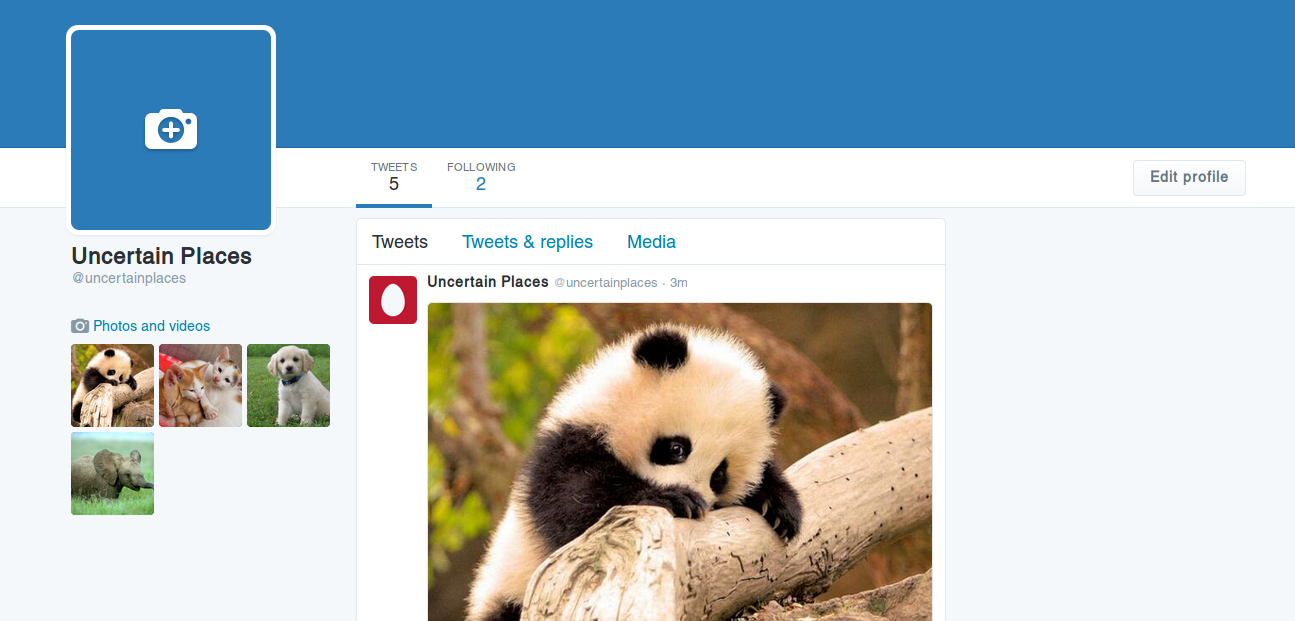 TWEETS
5
FOLLOWING
2
Edit profile
Uncertain Places
@uncertainplaces
Photos and videos
Tweets
Tweets & replies
Media
Uncertain Places @uncertainplaces · 3m